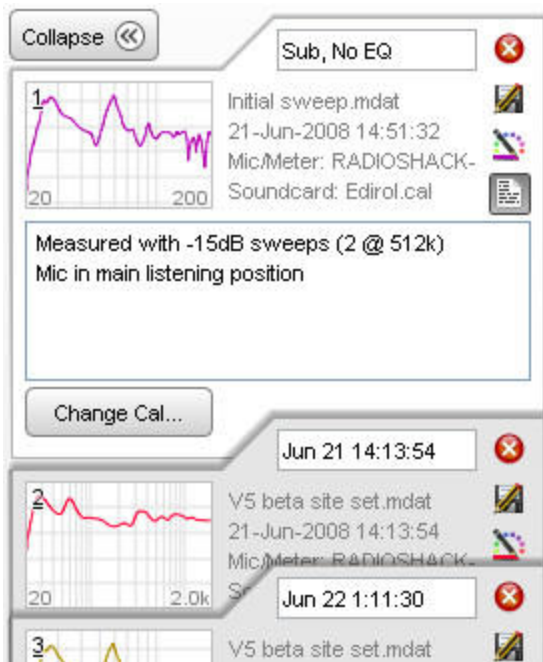 Collapse
Sub, No EQ
1
20
200
Initial sweep.mdat
21-Jun-2008 14:51:32
Mic/Meter: RADIOSHACK-
Soundcard: Edirol.cal
Measured with -15dB sweeps (2 @ 512k)
Mic in main listening position
Change Cal...
Jun 21 14:13:54
2
20
2.0k
V5 beta site set.mdat
21-Jun-2008 14:13:54
Mic/Meter: RADIOSHACK-
Jun 22 1:11:30
3
V5 beta site set.mdat